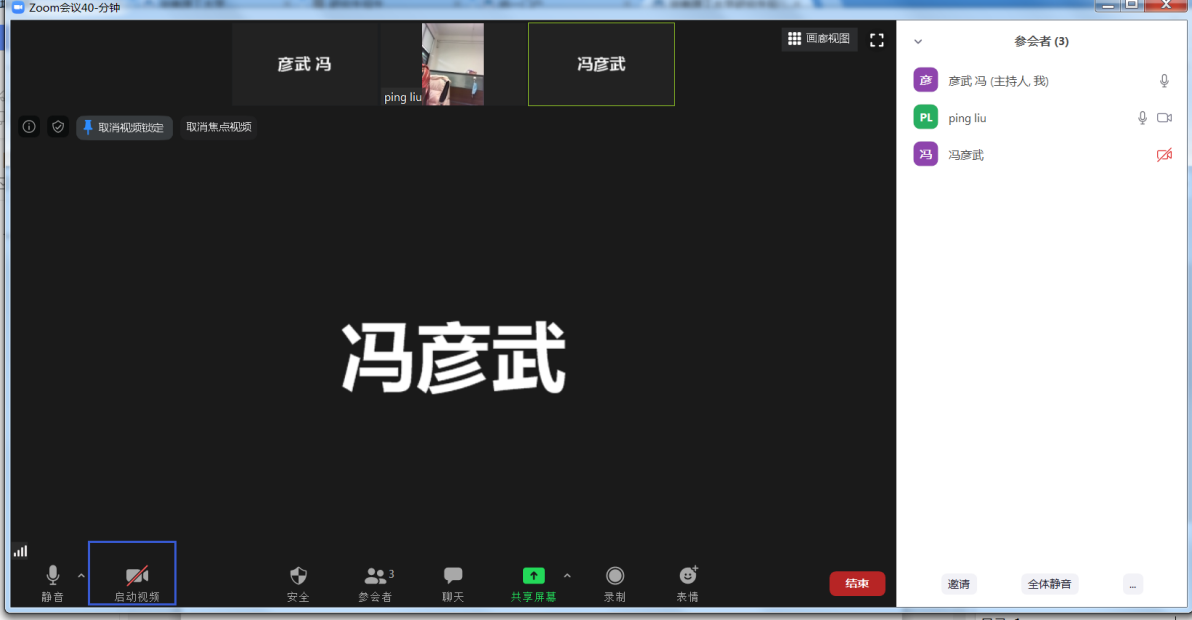 Zoom会议40-分钟
彦武 冯
ping liu
冯彦武
画廊视图
取消视频锁定
取消焦点视频
冯彦武
静音
启动视频
安全
参会者
3
聊天
共享屏幕
录制
表情
结束
参会者 (3)
彦 彦武 冯 (主持人, 我)
PL ping liu
冯 冯彦武
邀请
全体静音
...